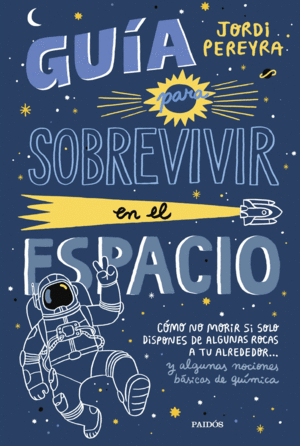 GUÍA
JORDI
PEREYRA
para
SOBREVIVIR
en el
ESPACIO
CÓMO NO MORIR SI SOLO
DISPONES DE ALGUNAS ROCAS
A TU ALREDEDOR...
y algunas nociones
básicas de química
PAIDÓS